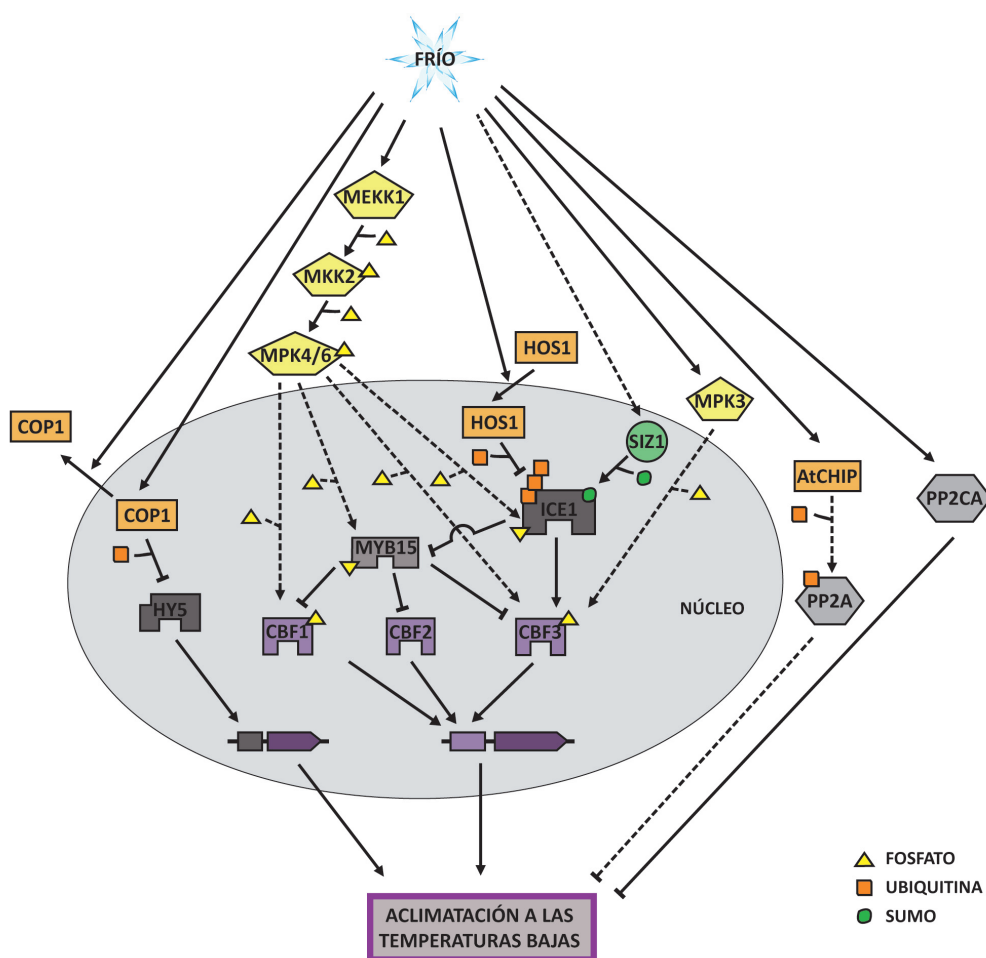 FRÍO
MEKK1
MKK2
MPK4/6
HOS1
MPK3
COP1
HOS1
SIZ1
AtCHIP
PP2CA
COP1
ICE1
MYB15
PP2A
HY5
NÚCLEO
CBF1
CBF2
CBF3
FOSFATO
UBIQUITINA
SUMO
ACLIMATACIÓN A LAS
TEMPERATURAS BAJAS